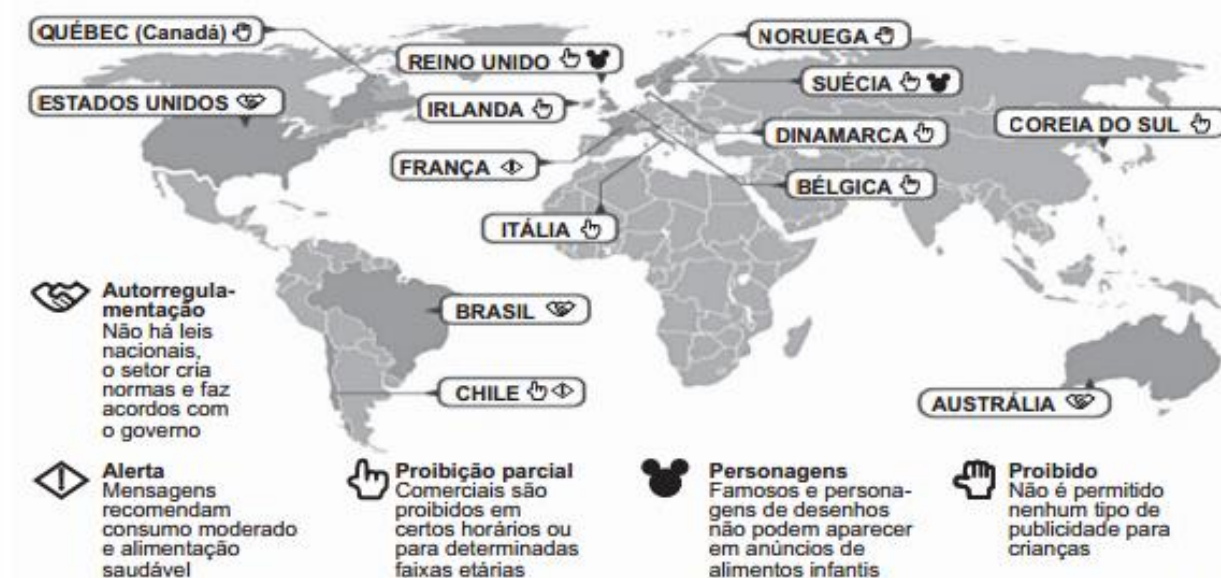 QUÉBEC (Canadá)
NORUEGA
REINO UNIDO
SUÉCIA
ESTADOS UNIDOS
IRLANDA
DINAMARCA
COREIA DO SUL
FRANÇA
BÉLGICA
ITÁLIA
BRASIL
CHILE
AUSTRÁLIA
Autorregula-
mentação
Não há leis
nacionais,
o setor cria
normas e faz
acordos com
o governo
Alerta
Mensagens
recomendam
consumo moderado
e alimentação
saudável
Proibição parcial
Comerciais são
proibidos em
certos horários ou
para determinadas
faixas etárias
Personagens
Famosos e persona-
gens de desenhos
não podem aparecer
em anúncios de
alimentos infantis
Proibido
Não é permitido
nenhum tipo de
publicidade para
crianças